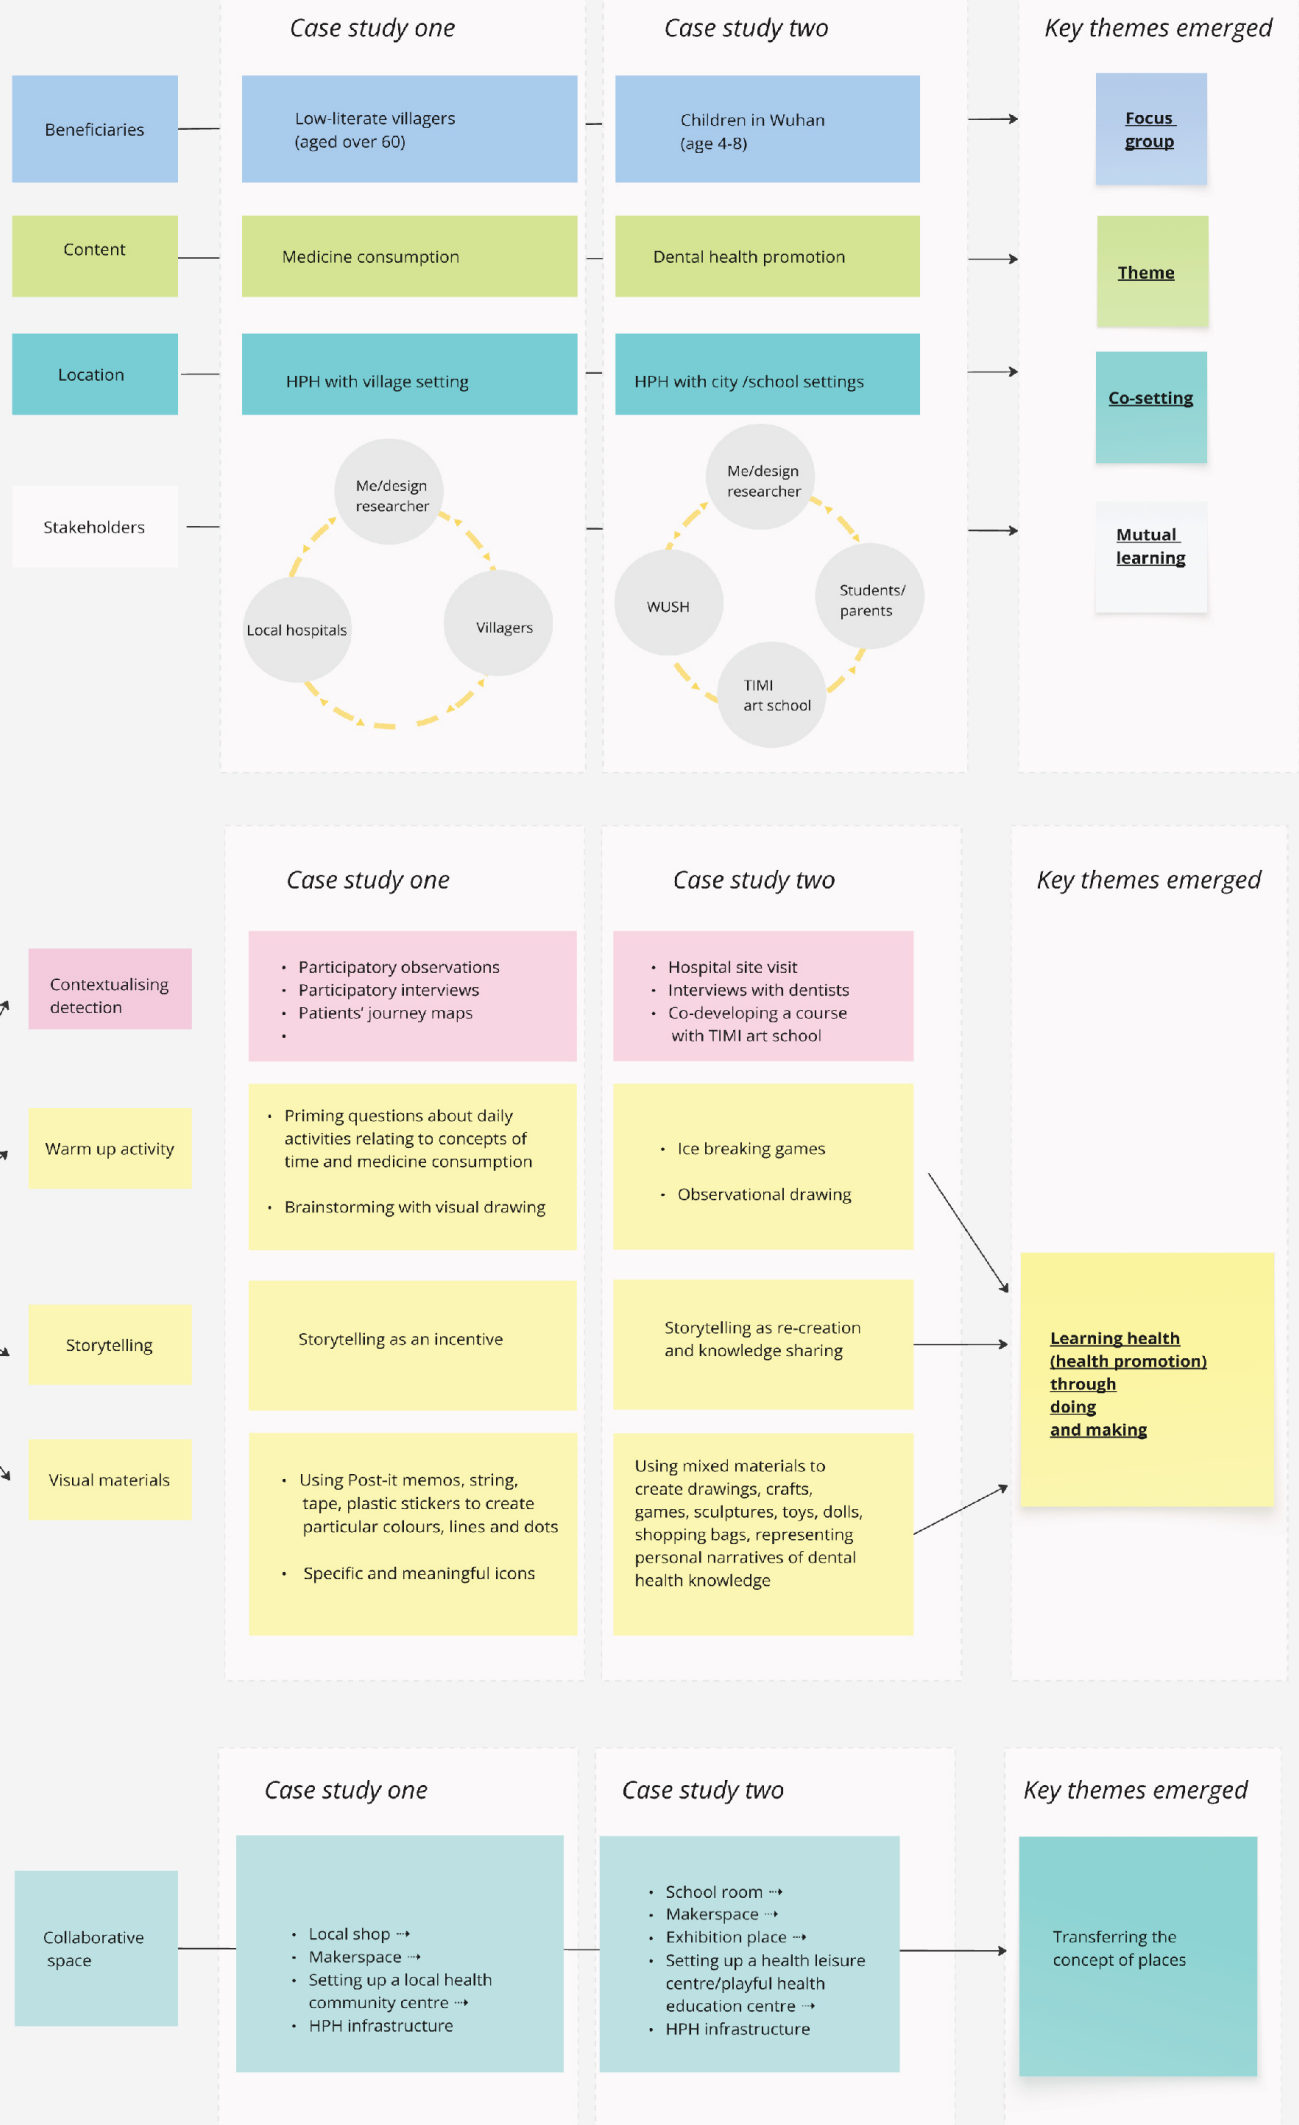 Case study one
Case study two
Key themes emerged
Beneficiaries
Low-literate villagers
(aged over 60)
Children in Wuhan
(age 4-8)
Focus
group
Content
Medicine consumption
Dental health promotion
Theme
Location
HPH with village setting
HPH with city /school settings
Co-setting
Stakeholders
Me/design
researcher
Local hospitals
Villagers
Me/design
researcher
WUSH
Students/
parents
TIMI
art school
Mutual
learning
Case study one
Case study two
Key themes emerged
Contextualising
detection
• Participatory observations
• Participatory interviews
• Patients’ journey maps
•
• Hospital site visit
• Interviews with dentists
• Co-developing a course
with TIMI art school
Warm up activity
• Priming questions about daily
activities relating to concepts of
time and medicine consumption
• Brainstorming with visual drawing
• Ice breaking games
• Observational drawing
Storytelling
Storytelling as an incentive
Storytelling as re-creation
and knowledge sharing
Learning health
(health promotion)
through
doing
and making
Visual materials
• Using Post-it memos, string,
tape, plastic stickers to create
particular colours, lines and dots
• Specific and meaningful icons
Using mixed materials to
create drawings, crafts,
games, sculptures, toys, dolls,
shopping bags, representing
personal narratives of dental
health knowledge
Case study one
Case study two
Key themes emerged
Collaborative
space
• Local shop ⇢
• Makerspace ⇢
• Setting up a local health
community centre ⇢
• HPH infrastructure
• School room ⇢
• Makerspace ⇢
• Exhibition place ⇢
• Setting up a health leisure
centre/playful health
education centre ⇢
• HPH infrastructure
Transferring the
concept of places